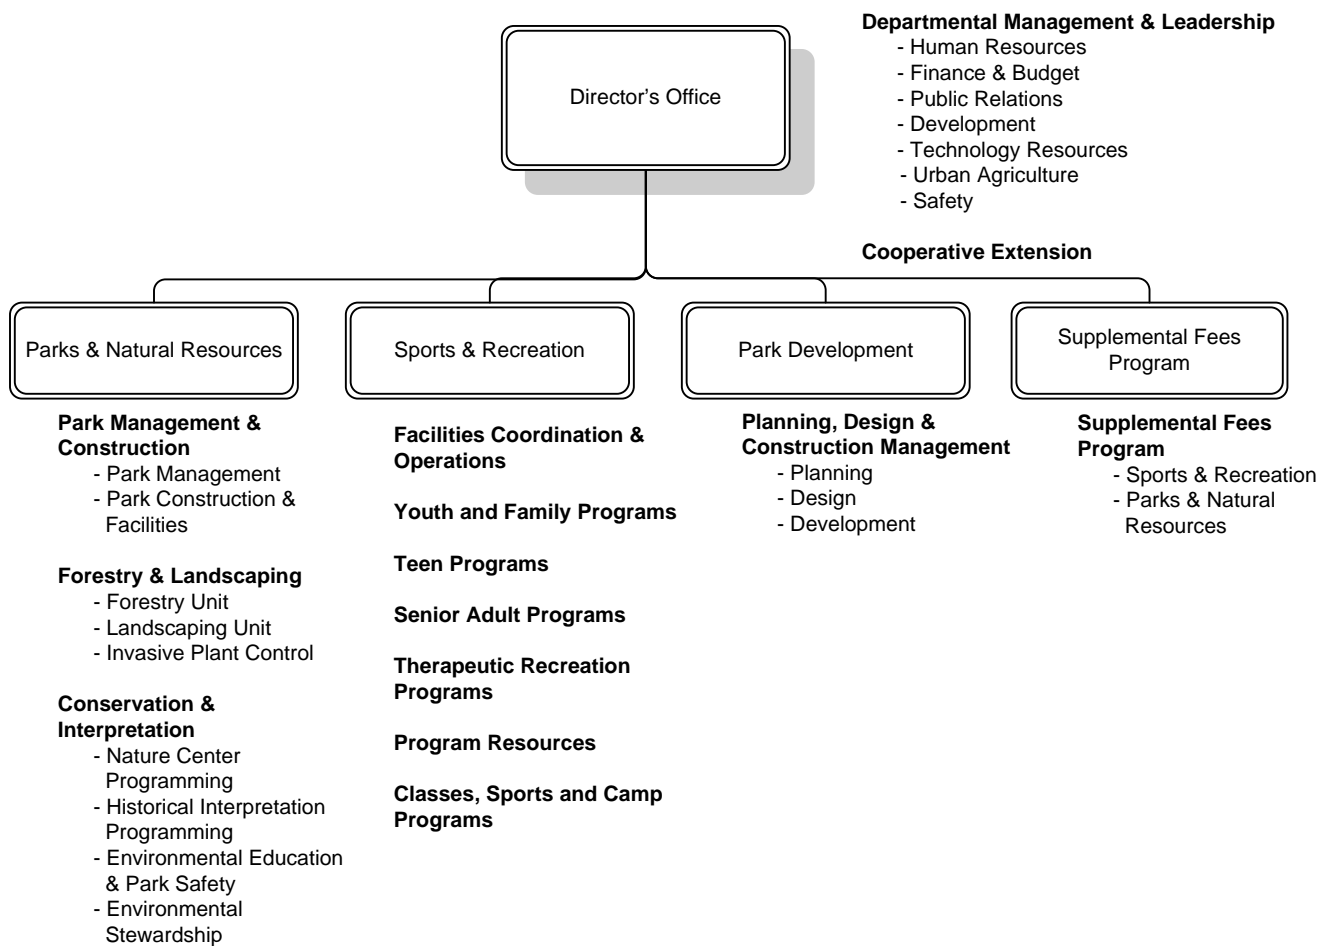 Director's Office
Departmental Management & Leadership
- Human Resources
- Finance & Budget
- Public Relations
- Development
- Technology Resources
- Urban Agriculture
- Safety
Cooperative Extension
Parks & Natural Resources
Park Management &
Construction
- Park Management
- Park Construction &
Facilities
Forestry & Landscaping
- Forestry Unit
- Landscaping Unit
- Invasive Plant Control
Conservation &
Interpretation
- Nature Center
Programming
- Historical Interpretation
Programming
- Environmental Education
& Park Safety
- Environmental
Stewardship
Sports & Recreation
Facilities Coordination &
Operations
Youth and Family Programs
Teen Programs
Senior Adult Programs
Therapeutic Recreation
Programs
Program Resources
Classes, Sports and Camp
Programs
Park Development
Planning, Design &
Construction Management
- Planning
- Design
- Development
Supplemental Fees
Program
Supplemental Fees
Program
- Sports & Recreation
- Parks & Natural
Resources